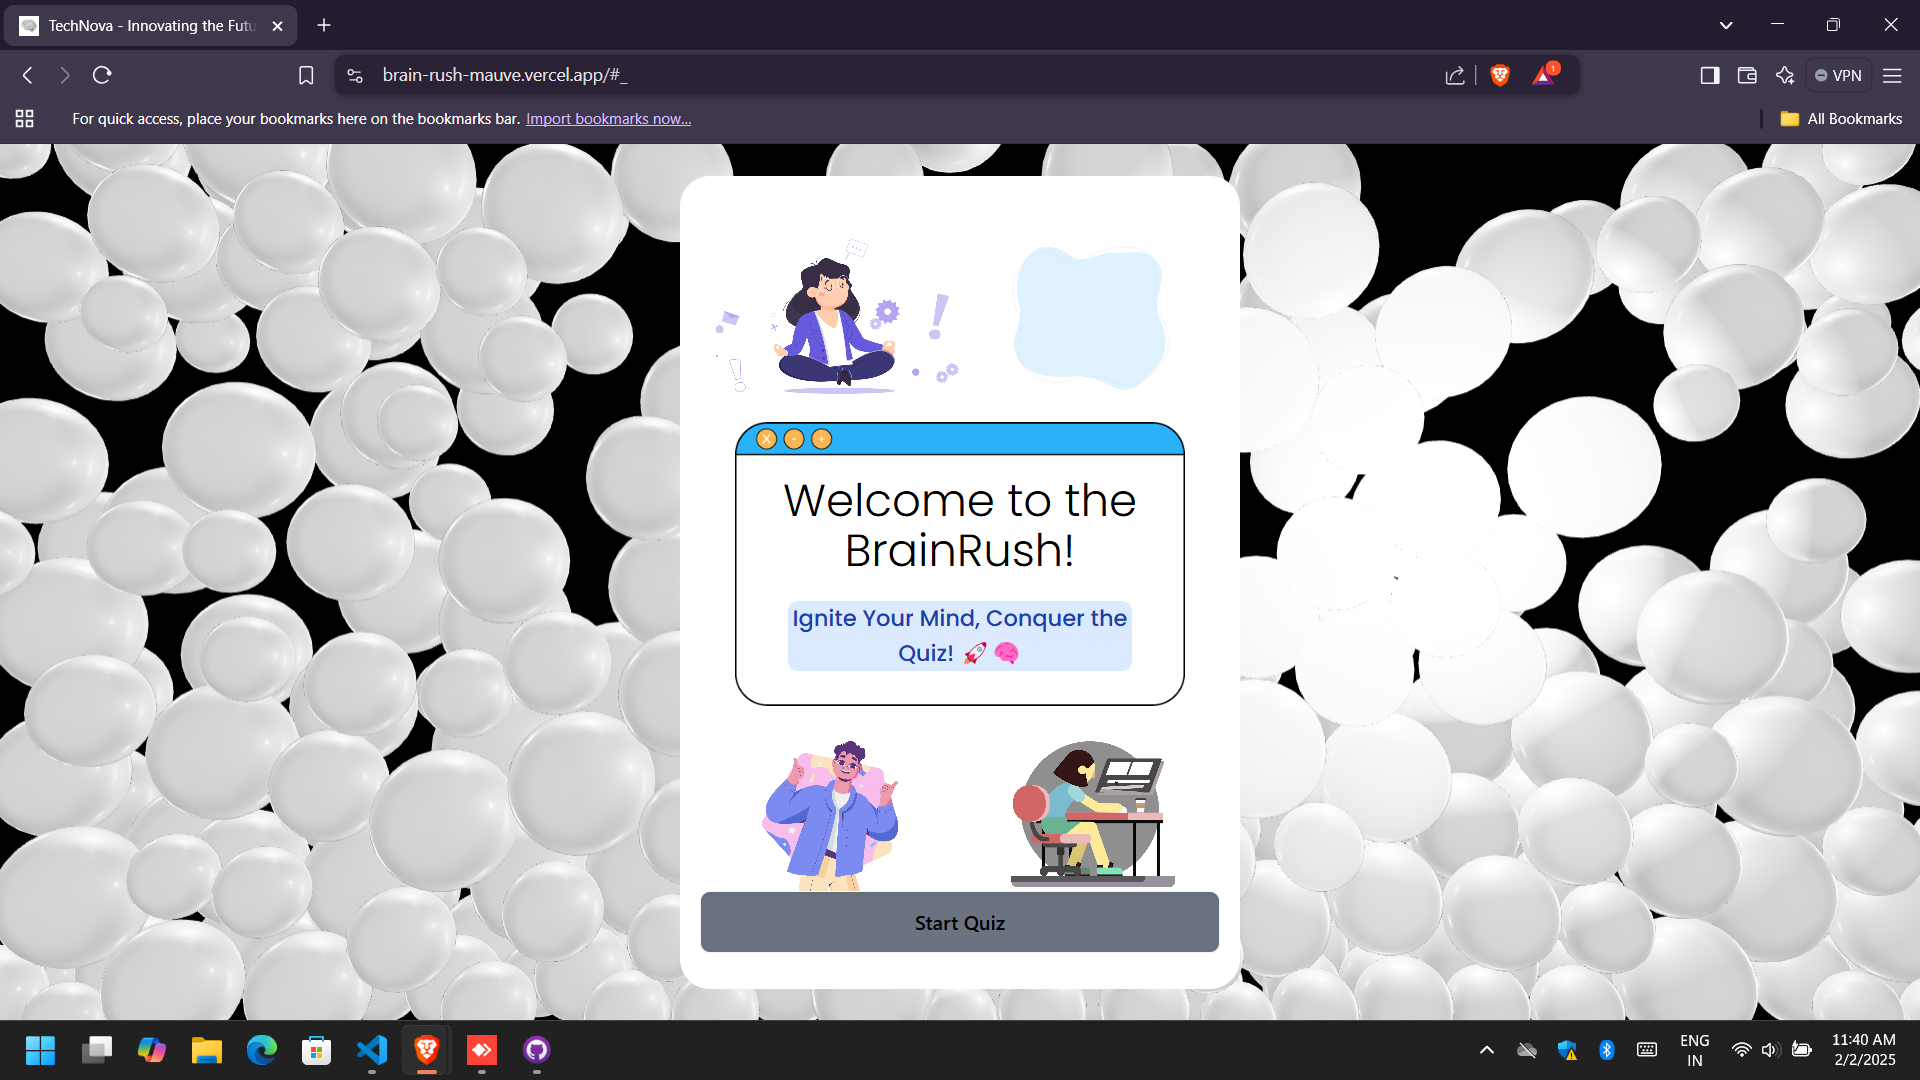 TechNova - Innovating the Futu
brain-rush-mauve.vercel.app/#_
1
VPN
For quick access, place your bookmarks here on the bookmarks bar. Import bookmarks now...
All Bookmarks
X - +
Welcome to the
BrainRush!
Ignite Your Mind, Conquer the
Quiz! 🚀 🧠
Start Quiz
ENG
IN
11:40 AM
2/2/2025